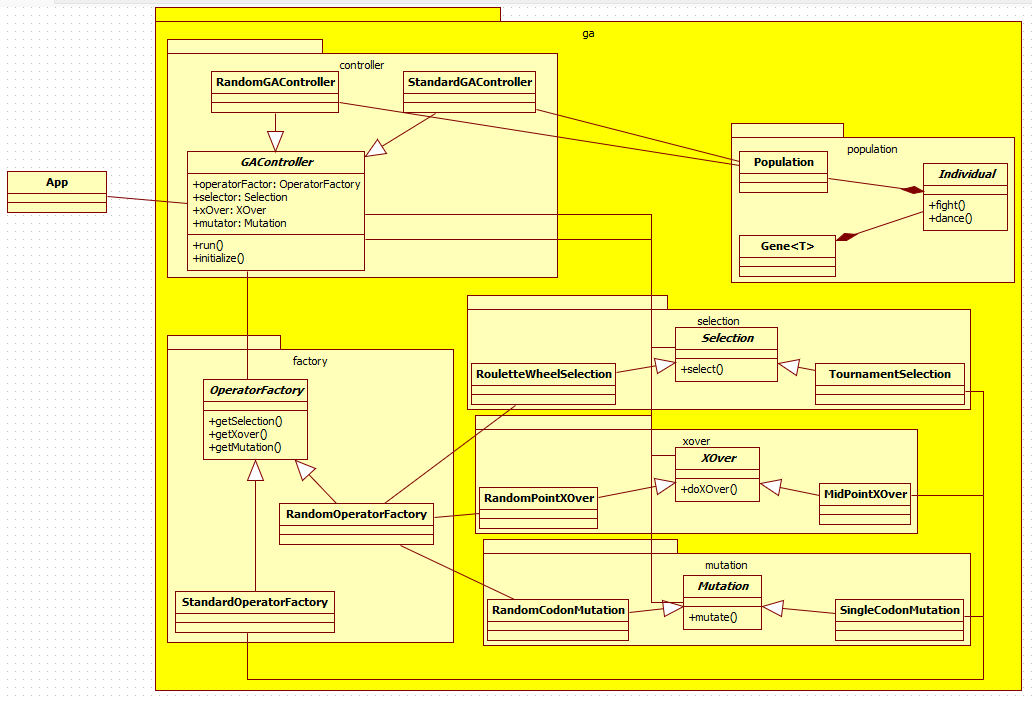 ga
controller
RandomGAController
StandardGAController
GAController
+operatorFactor: OperatorFactory
+selector: Selection
+xOver: XOver
+mutator: Mutation
+run()
+initialize()
App
population
Population
Individual
+fight()
+dance()
Gene<T>
selection
Selection
+select()
RouletteWheelSelection
TournamentSelection
factory
OperatorFactory
+getSelection()
+getXover()
+getMutation()
RandomOperatorFactory
StandardOperatorFactory
xover
XOver
+doXOver()
RandomPointXOver
MidPointXOver
mutation
Mutation
+mutate()
RandomCodonMutation
SingleCodonMutation